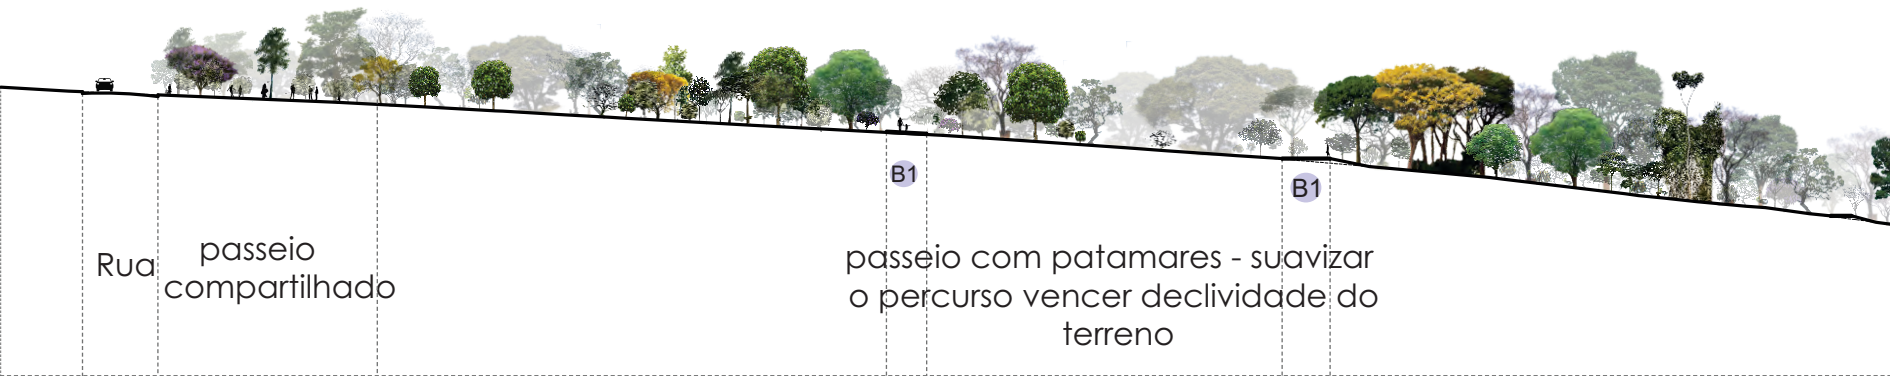 B1
B1
Rua
passeio
compartilhado
passeio com patamares - suavizar
o percurso vencer declividade do
terreno